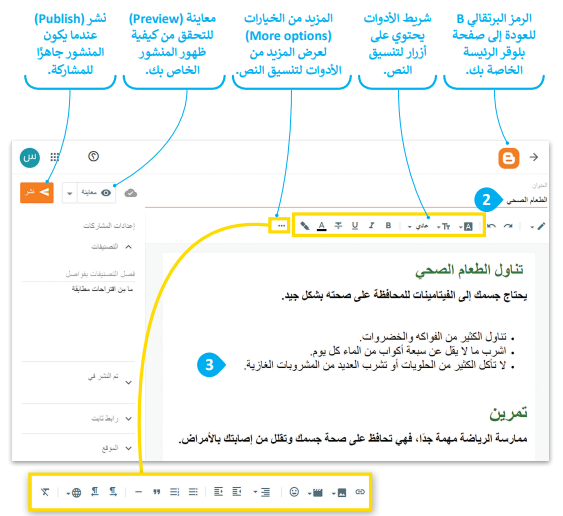 الرمز البرتقالي B
للعودة إلى صفحة
بلوقر الرئيسة
الخاصة بك.
شريط الأدوات
يحتوي على
أزرار لتنسيق
النص.
المزيد من الخيارات
(More options)
لعرض المزيد من
الأدوات لتنسيق النص.
معاينة (Preview)
للتحقق من كيفية
ظهور المنشور
الخاص بك.
نشر (Publish)
عندما يكون
المنشور جاهزًا
للمشاركة.
س
العنوان
الطعام الصحي
2
معاينة
نشر
عادي
B I U T A
إعدادات المشاركات
التصنيفات
فصل التصنيفات بفواصل
ما من اقتراحات مطابقة
تم النشر في
رابط ثابت
الموقع
تناول الطعام الصحي
يحتاج جسمك إلى الفيتامينات للمحافظة على صحته بشكل جيد.
• تناول الكثير من الفواكه والخضروات.
• اشرب ما لا يقل عن سبعة أكواب من الماء كل يوم.
• لا تأكل الكثير من الحلويات أو تشرب العديد من المشروبات الغازية.
3
تمرين
ممارسة الرياضة مهمة جدًا، فهي تحافظ على صحة جسمك وتقلل من إصابتك بالأمراض.